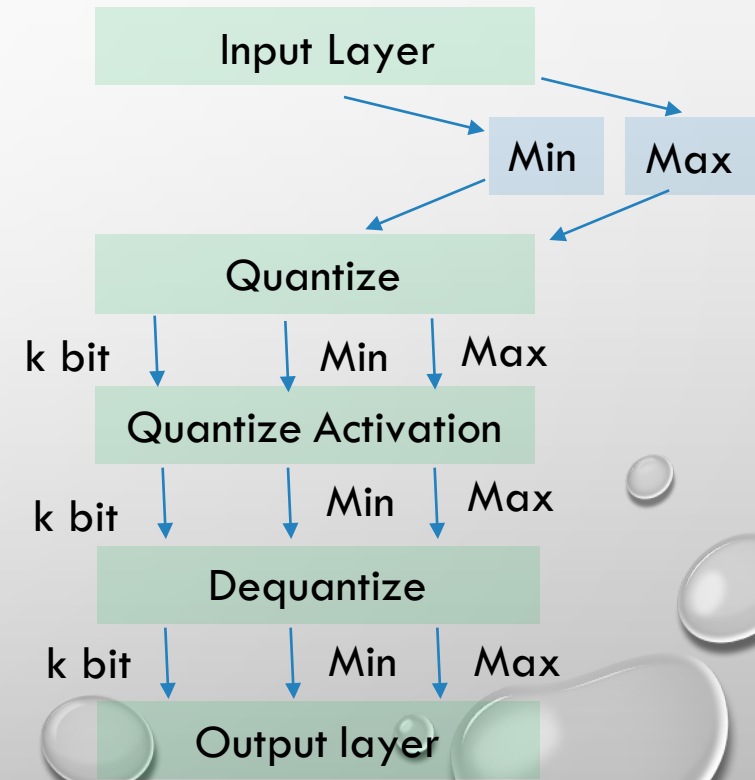 Input Layer
Min Max
Quantize
k bit Min Max
Quantize Activation
k bit Min Max
Dequantize
k bit Min Max
Output layer